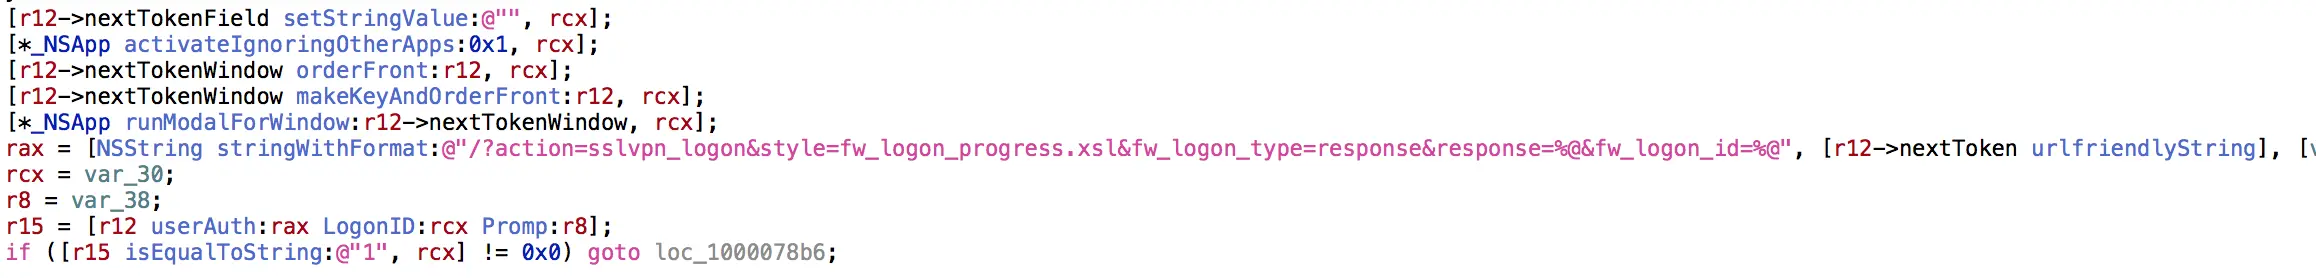 [r12->nextTokenField setStringValue:@"", rcx];
[*_NSApp activateIgnoringOtherApps:0x1, rcx];
[r12->nextTokenWindow orderFront:r12, rcx];
[r12->nextTokenWindow makeKeyAndOrderFront:r12, rcx];
[*_NSApp runModalForWindow:r12->nextTokenWindow, rcx];
rax = [NSString stringWithFormat:@"/?action=sslvpn_logon&style=fw_logon_progress.xsl&fw_logon_type=response&response=%@&fw_logon_id=%@", [r12->nextToken urlfriendlyString], [
rcx = var_30;
r8 = var_38;
r15 = [r12 userAuth:rax LogonID:rcx Promp:r8];
if ([r15 isEqualToString:@"1", rcx] != 0x0) goto loc_1000078b6;